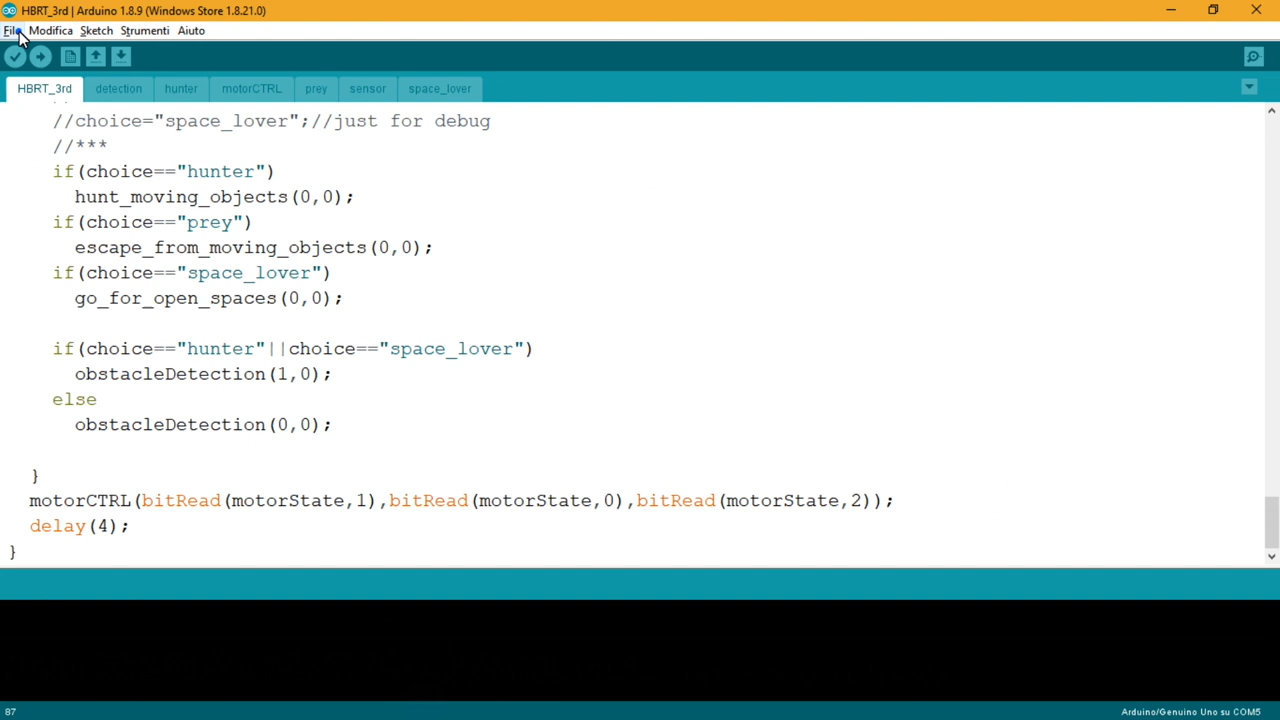 HBRT_3rd | Arduino 1.8.9 (Windows Store 1.8.21.0)
File Modifica Sketch Strumenti Aiuto
HBRT_3rd detection hunter motorCTRL prey sensor space_lover
//choice="space_lover";//just for debug
//***
if(choice=="hunter")
hunt_moving_objects(0,0);
if(choice=="prey")
escape_from_moving_objects(0,0);
if(choice=="space_lover")
go_for_open_spaces(0,0);
if(choice=="hunter"||choice=="space_lover")
obstacleDetection(1,0);
else
obstacleDetection(0,0);
}
motorCTRL(bitRead(motorState,1),bitRead(motorState,0),bitRead(motorState,2));
delay(4);
}
87 Arduino/Genuino Uno su COM5